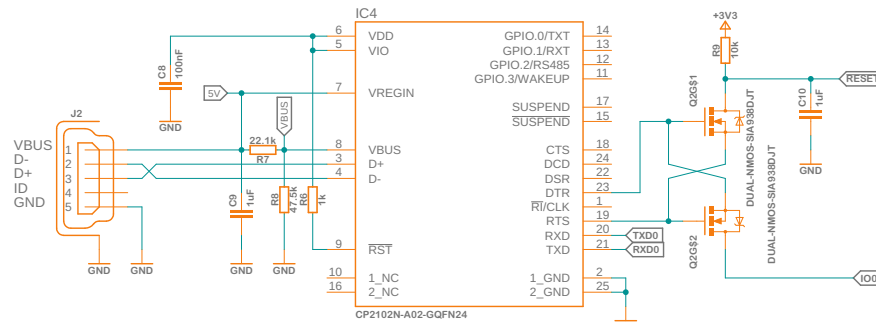 IC4
6 VDD
5 VIO
7 VREGIN
8 VBUS
3 D+
4 D-
9 RST
10 1_NC
16 2_NC
GPIO.0/TXT 14
GPIO.1/RXT 13
GPIO.2/RS485 12
GPIO.3/WAKEUP 11
SUSPEND 17
SUSPEND 15
CTS 18
DCD 24
DSR 22
DTR 23
RI/CLK 1
RTS 19
RXD 20
TXD 21
1_GND 2
2_GND 25
CP2102N-A02-GQFN24
C8
100nF
GND
5V
VBUS
J2
VBUS 1
D- 2
D+ 3
ID 4
GND 5
22.1k
R7
C9
1uF
R8
47.5k
R6
1k
GND
GND
GND
GND
TXD0
RXD0
+3V3
R9
10k
RESET
Q2G$1
DUAL-NMOS-SIA938DJT
C10
1uF
GND
Q2G$2
DUAL-NMOS-SIA938DJT
IO0